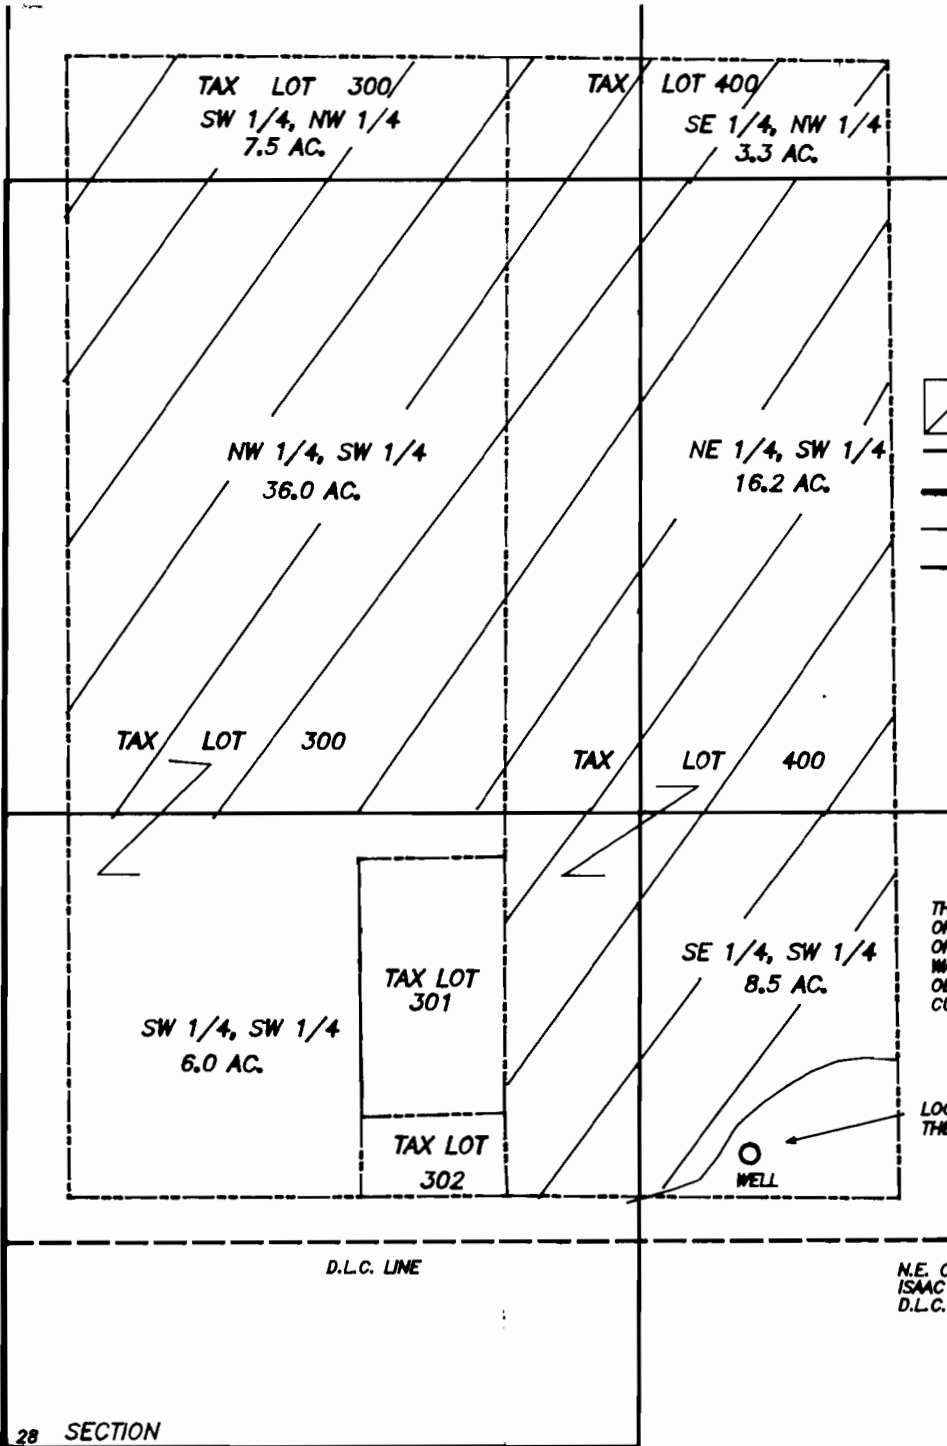 TAX LOT 300
SW 1/4, NW 1/4
7.5 AC.
TAX LOT 400
SE 1/4, NW 1/4
3.3 AC.
NW 1/4, SW 1/4
36.0 AC.
NE 1/4, SW 1/4
16.2 AC.
TAX LOT 300
TAX LOT 400
TAX LOT
301
SE 1/4, SW 1/4
8.5 AC.
SW 1/4, SW 1/4
6.0 AC.
TAX LOT
302
WELL
D.L.C. LINE
N.E.
ISAAC
D.L.C.
28 SECTION